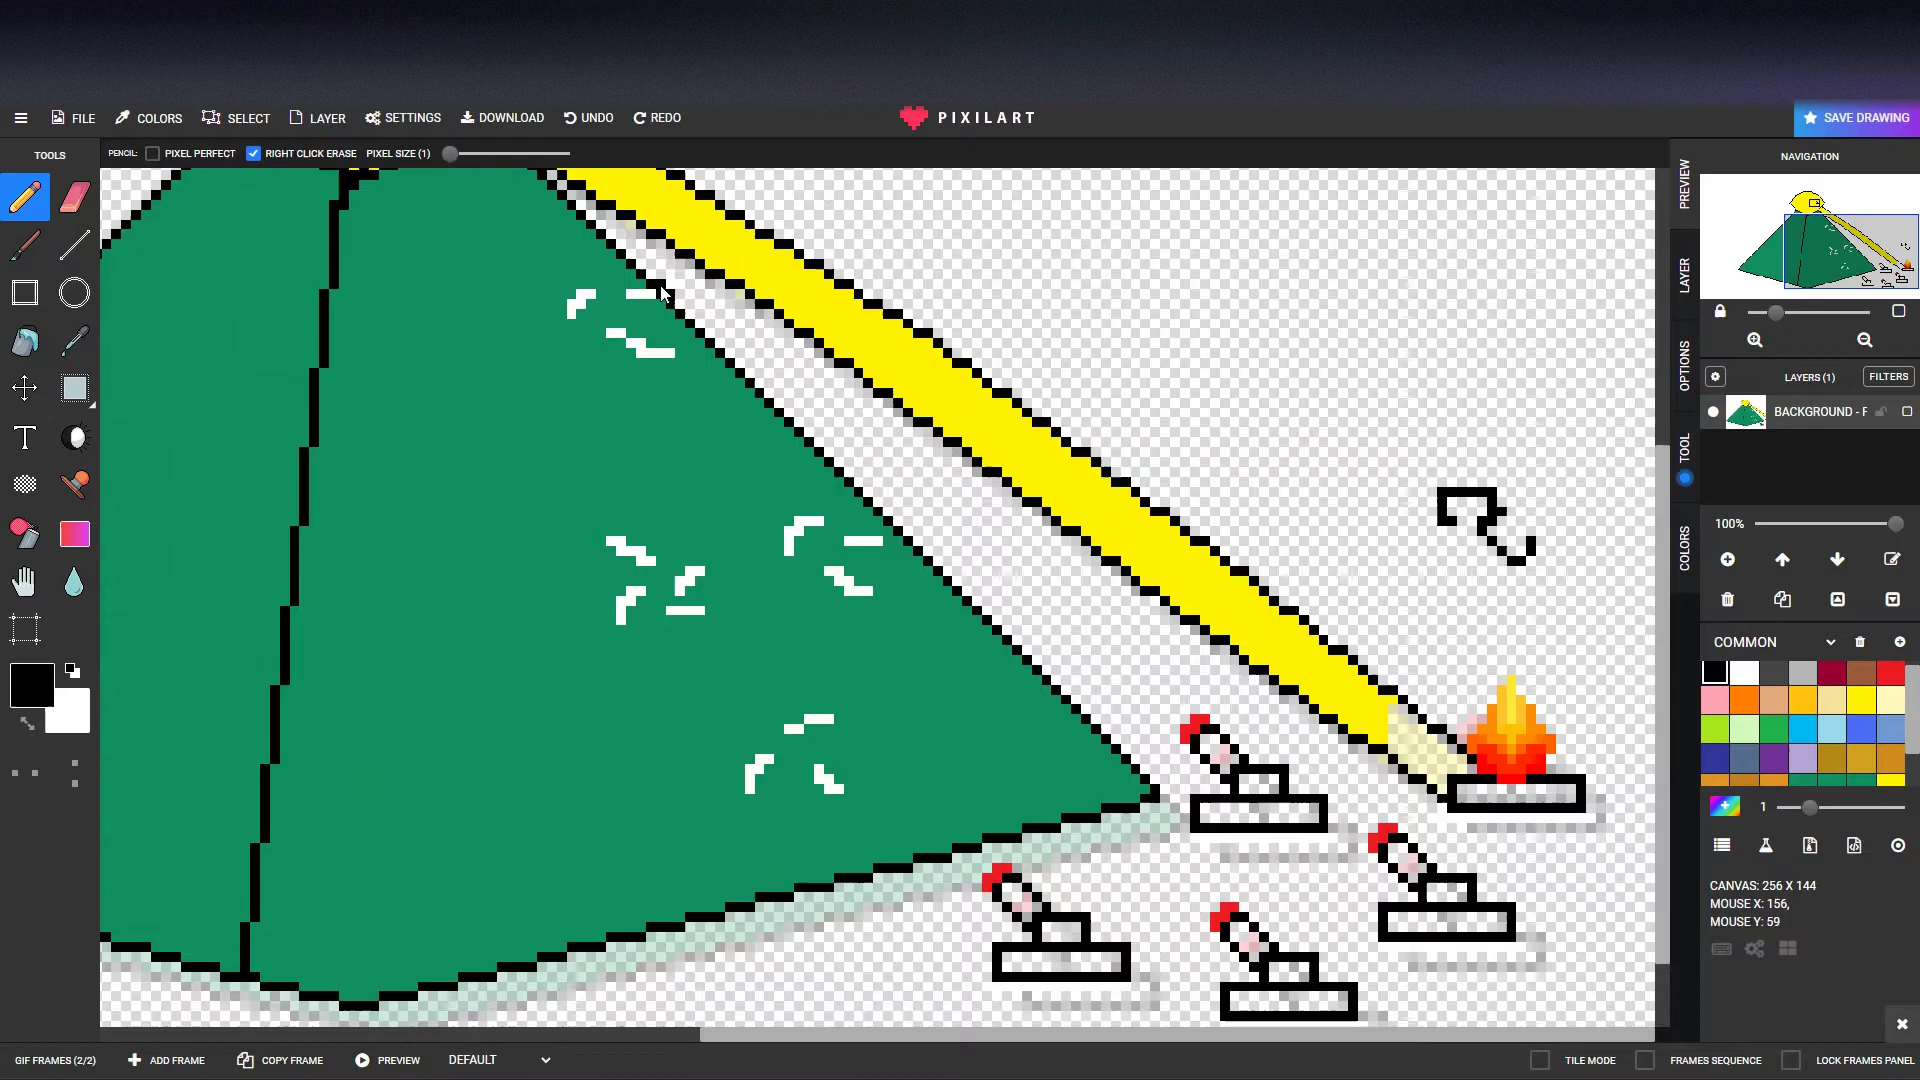 FILE COLORS SELECT LAYER SETTINGS DOWNLOAD UNDO REDO PIXILART SAVE DRAWING
TOOLS
PENCIL: PIXEL PERFECT RIGHT CLICK ERASE PIXEL SIZE (1)
NAVIGATION
PREVIEW
LAYER
OPTIONS
TOOL
COLORS
LAYERS (1) FILTERS
BACKGROUND - F
100%
COMMON
1
CANVAS: 256 X 144
MOUSE X: 156,
MOUSE Y: 59
GIF FRAMES (2/2) ADD FRAME COPY FRAME PREVIEW DEFAULT TILE MODE FRAMES SEQUENCE LOCK FRAMES PANEL